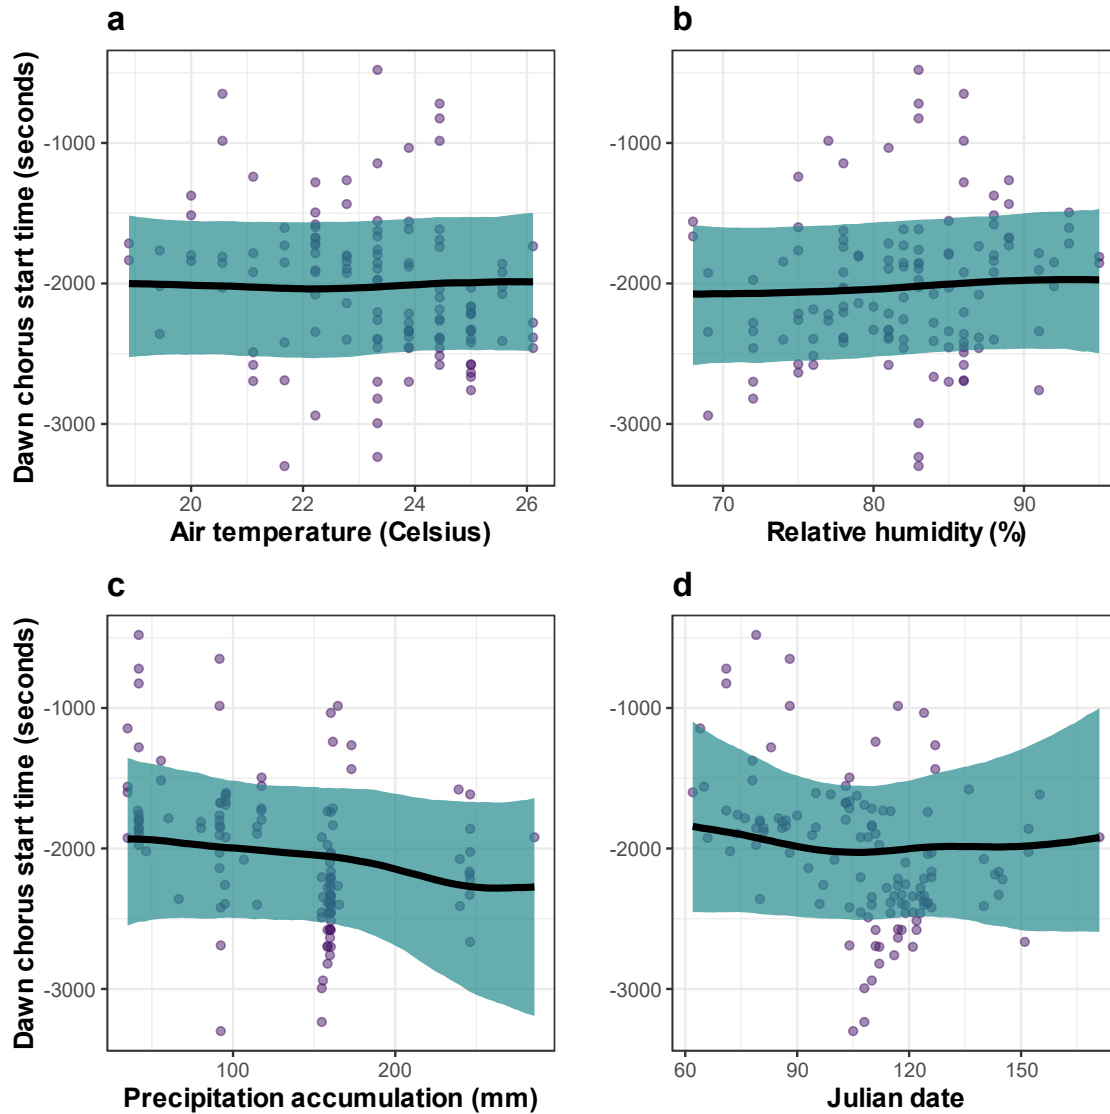 a
b
Dawn chorus start time (seconds)
-1000
-2000
-3000
20
22
24
26
Air temperature (Celsius)
-1000
-2000
-3000
70
80
90
Relative humidity (%)
c
d
Dawn chorus start time (seconds)
-1000
-2000
-3000
100
200
Precipitation accumulation (mm)
-1000
-2000
-3000
60
90
120
150
Julian date